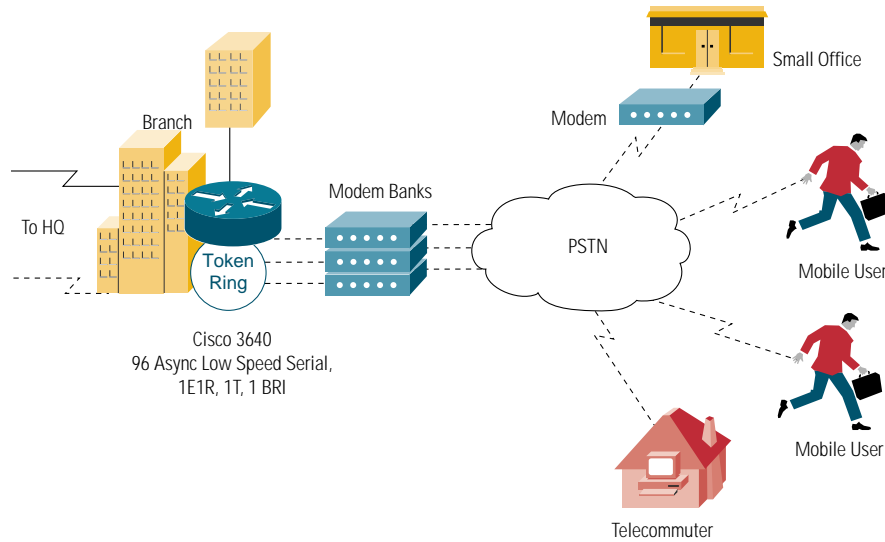 Small Office
Modem
Branch
Modem Banks
To HQ
PSTN
Token
Ring
Mobile User
Cisco 3640
96 Async Low Speed Serial,
1E1R, 1T, 1 BRI
Mobile User
Telecommuter